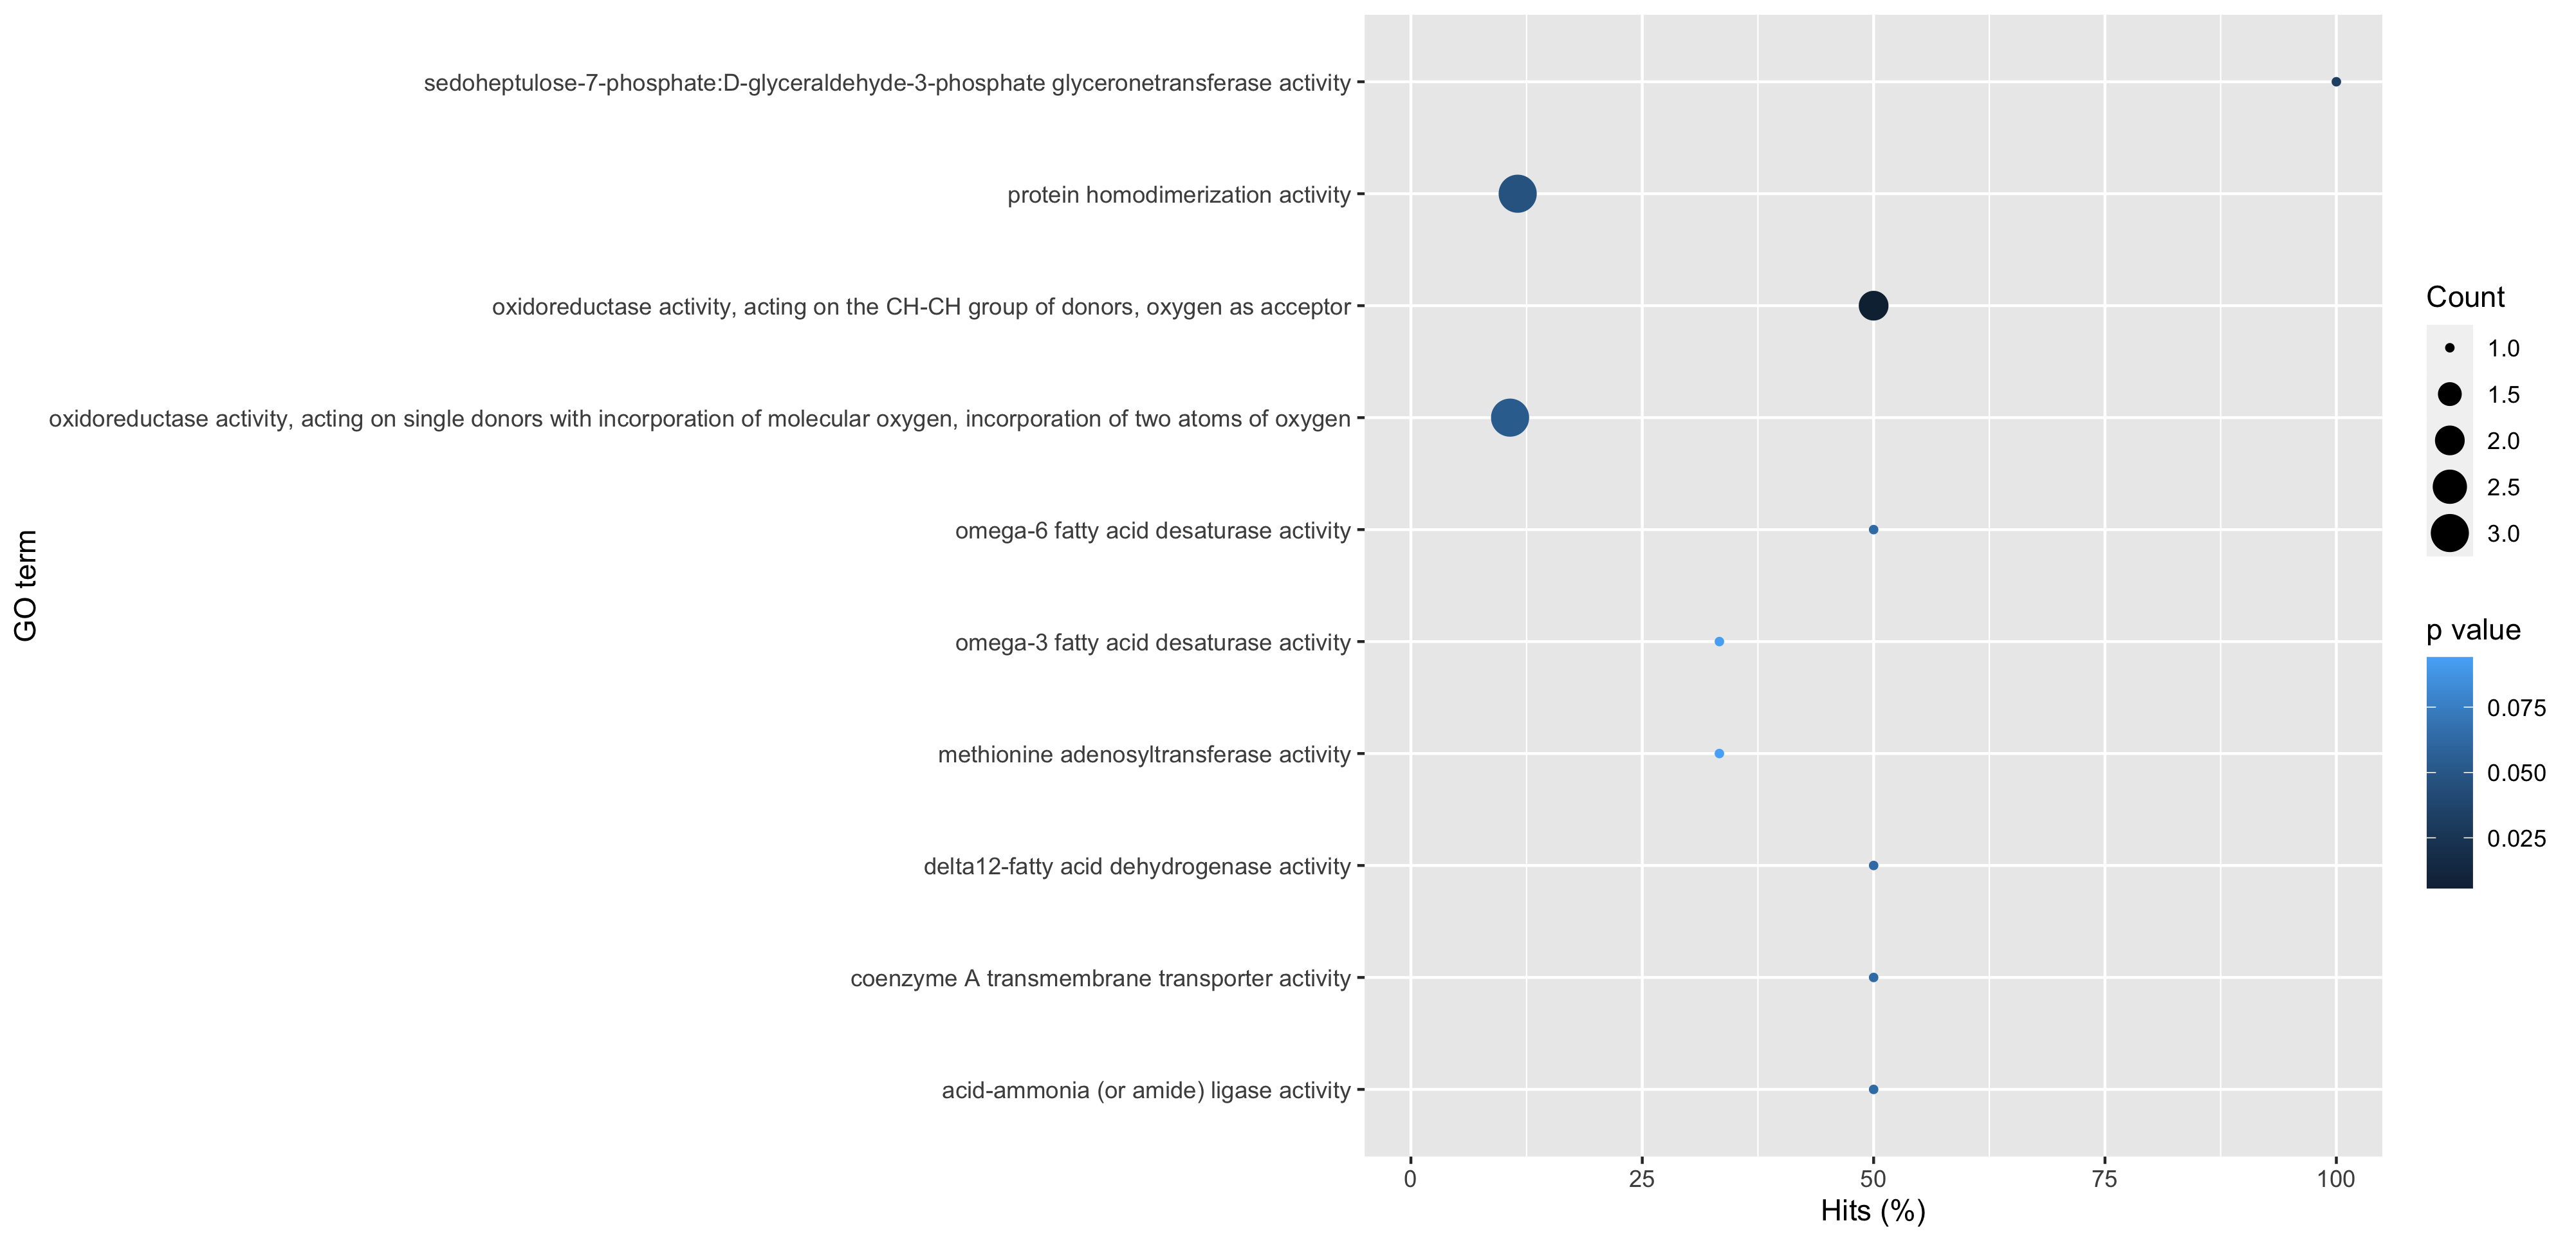 sedoheptulose-7-phosphate:D-glyceraldehyde-3-phosphate glyceronetransferase activity
protein homodimerization activity
oxidoreductase activity, acting on the CH-CH group of donors, oxygen as acceptor
oxidoreductase activity, acting on single donors with incorporation of molecular oxygen, incorporation of two atoms of oxygen
omega-6 fatty acid desaturase activity
omega-3 fatty acid desaturase activity
methionine adenosyltransferase activity
delta12-fatty acid dehydrogenase activity
coenzyme A transmembrane transporter activity
acid-ammonia (or amide) ligase activity
GO term
0 25 50 75 100
Hits (%)
Count
1.0
1.5
2.0
2.5
3.0
p value
0.075
0.050
0.025